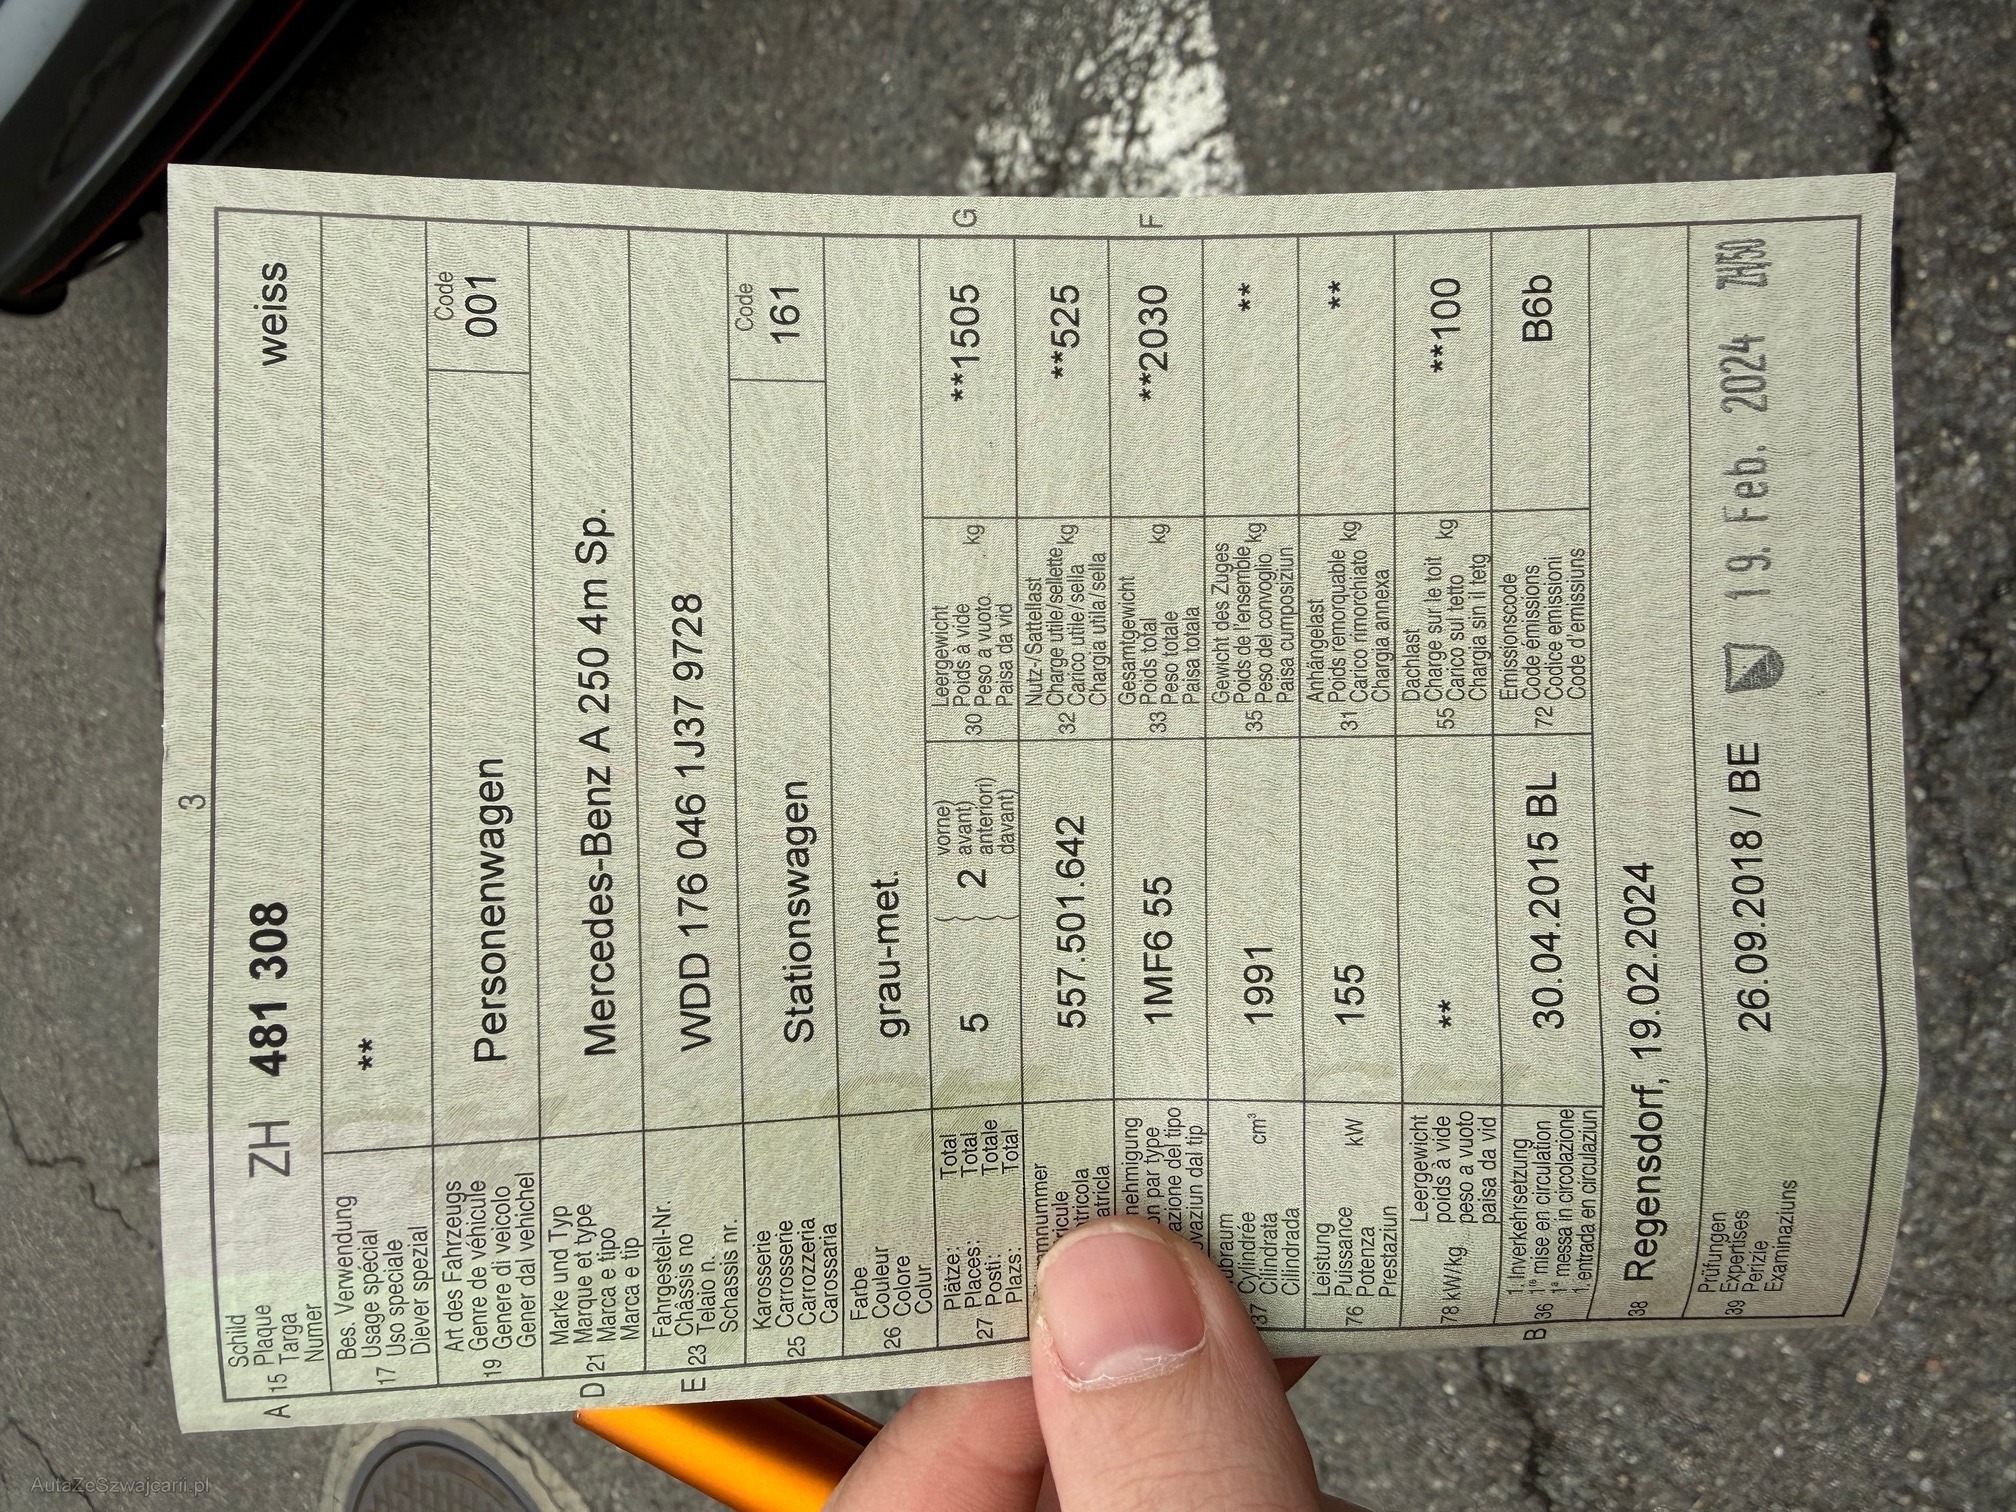 3
Schild
A 15 Plaque ZH 481 308 weiss
Targa
Numer
Bes. Verwendung
17 Usage spécial **
Uso speciale
Diever spezial
Art des Fahrzeugs Code
19 Genre de véhicule Personenwagen 001
Genere di veicolo
Gener dal vehichel
Marke und Typ
D 21 Marque et type Mercedes-Benz A 250 4m Sp.
Marca e tipo
Marca e tip
Fahrgestell-Nr.
E 23 Châssis no WDD 176 046 1J37 9728
Telaio n.
Schassis nr.
Karosserie Code
25 Carrosserie Stationswagen 161
Carrozzeria
Carossaria
Farbe
26 Couleur grau-met.
Colore
Colur
Plätze: Total vorne) Leergewicht
27 Places: Total 5 2 avant) 30 Poids à vide kg **1505 G
Posti: Totale anteriori) Peso a vuoto
Plazs: Total davant) Paisa da vid
Nutz-/Sattellast
557.501.642 32 Charge utile/sellette kg **525
Carico utile/sella
Chargia utila/sella
Gesamtgewicht
1MF6 55 33 Poids total kg **2030 F
Peso totale
Paisa totala
Gewicht des Zuges
37 Cylindrée cm³ 1991 35 Poids de l'ensemble kg **
Cilindrata Peso del convoglio
Cilindrada Paisa cumposiziun
Leistung Anhängelast
76 Puissance kW 155 31 Poids remorquable kg **
Potenza Carico rimorchiato
Prestaziun Chargia annexa
Leergewicht Dachlast
78 kW/kg poids à vide ** 55 Charge sur le toit kg **100
peso a vuoto Carico sul tetto
paisa da vid Chargia sin il tetg
1. Inverkehrsetzung Emissionscode
B 36 1re mise en circulation 30.04.2015 BL 72 Code émissions B6b
1a messa in circolazione Codice emissioni
1. entrada en circulaziun Code d'emissiuns
38 Regensdorf, 19.02.2024
Prüfungen
39 Expertises 26.09.2018 / BE 19. Feb. 2024 ZH50
Perizie
Examinaziuns
AutaZeSzwajcarii.pl